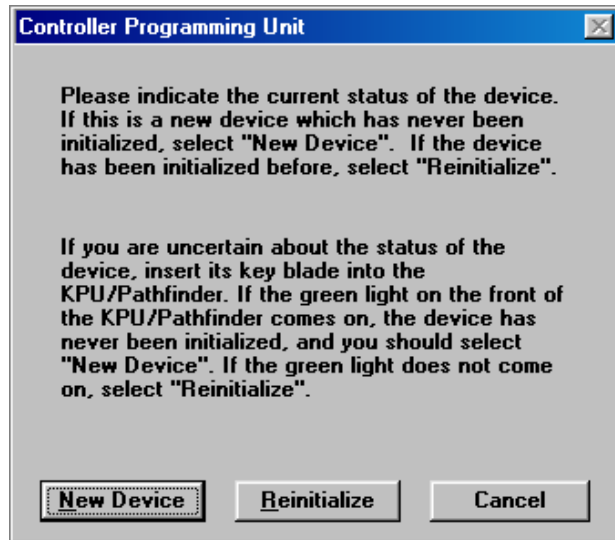 Controller Programming Unit
Please indicate the current status of the device.
If this is a new device which has never been
initialized, select "New Device".  If the device
has been initialized before, select "Reinitialize".
If you are uncertain about the status of the
device, insert its key blade into the
KPU/Pathfinder. If the green light on the front of
the KPU/Pathfinder comes on, the device has
never been initialized, and you should select
"New Device". If the green light does not come
on, select "Reinitialize".
New Device
Reinitialize
Cancel